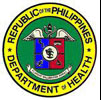 REPUBLIC OF THE PHILIPPINES
DEPARTMENT OF HEALTH